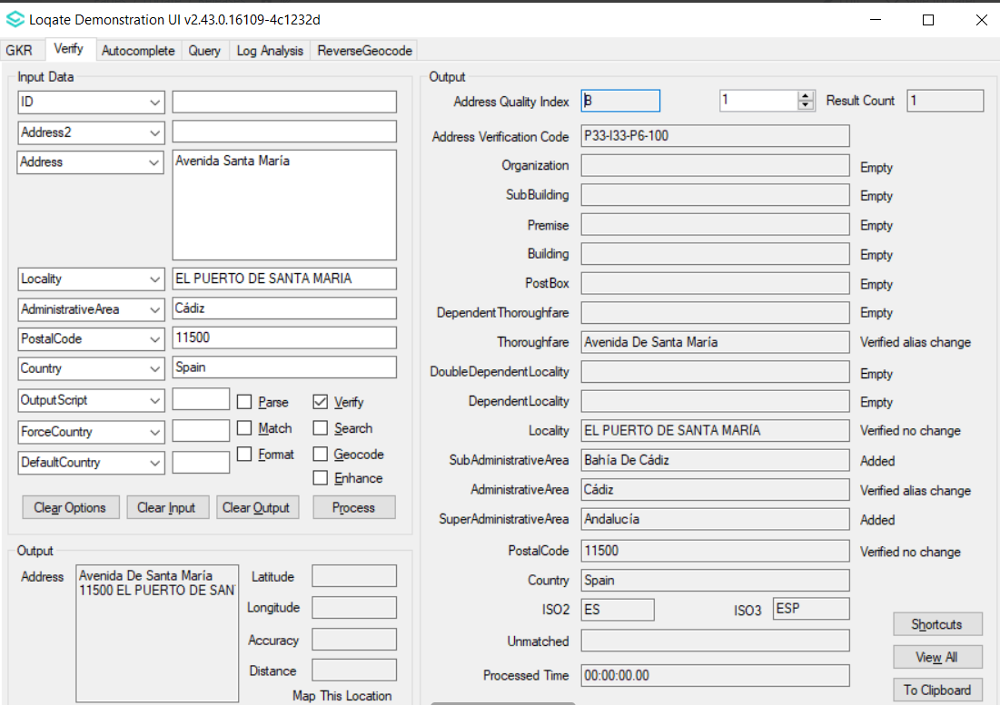 Loqate Demonstration UI v2.43.0.16109-4c1232d
GKR Verify Autocomplete Query Log Analysis ReverseGeocode
Input Data
ID
Address2
Address Avenida Santa María
Locality EL PUERTO DE SANTA MARIA
AdministrativeArea Cádiz
PostalCode 11500
Country Spain
OutputScript Parse Verify
ForceCountry Match Search
DefaultCountry Format Geocode
Enhance
Clear Options Clear Input Clear Output Process
Output
Address Avenida De Santa María
11500 EL PUERTO DE SAN
Latitude
Longitude
Accuracy
Distance
Map This Location
Output
Address Quality Index B 1 Result Count 1
Address Verification Code P33-I33-P6-100
Organization Empty
SubBuilding Empty
Premise Empty
Building Empty
PostBox Empty
DependentThoroughfare Empty
Thoroughfare Avenida De Santa María Verified alias change
DoubleDependentLocality Empty
DependentLocality Empty
Locality EL PUERTO DE SANTA MARÍA Verified no change
SubAdministrativeArea Bahía De Cádiz Added
AdministrativeArea Cádiz Verified alias change
SuperAdministrativeArea Andalucía Added
PostalCode 11500 Verified no change
Country Spain
ISO2 ES ISO3 ESP
Unmatched
Processed Time 00:00:00.00
Shortcuts
View All
To Clipboard